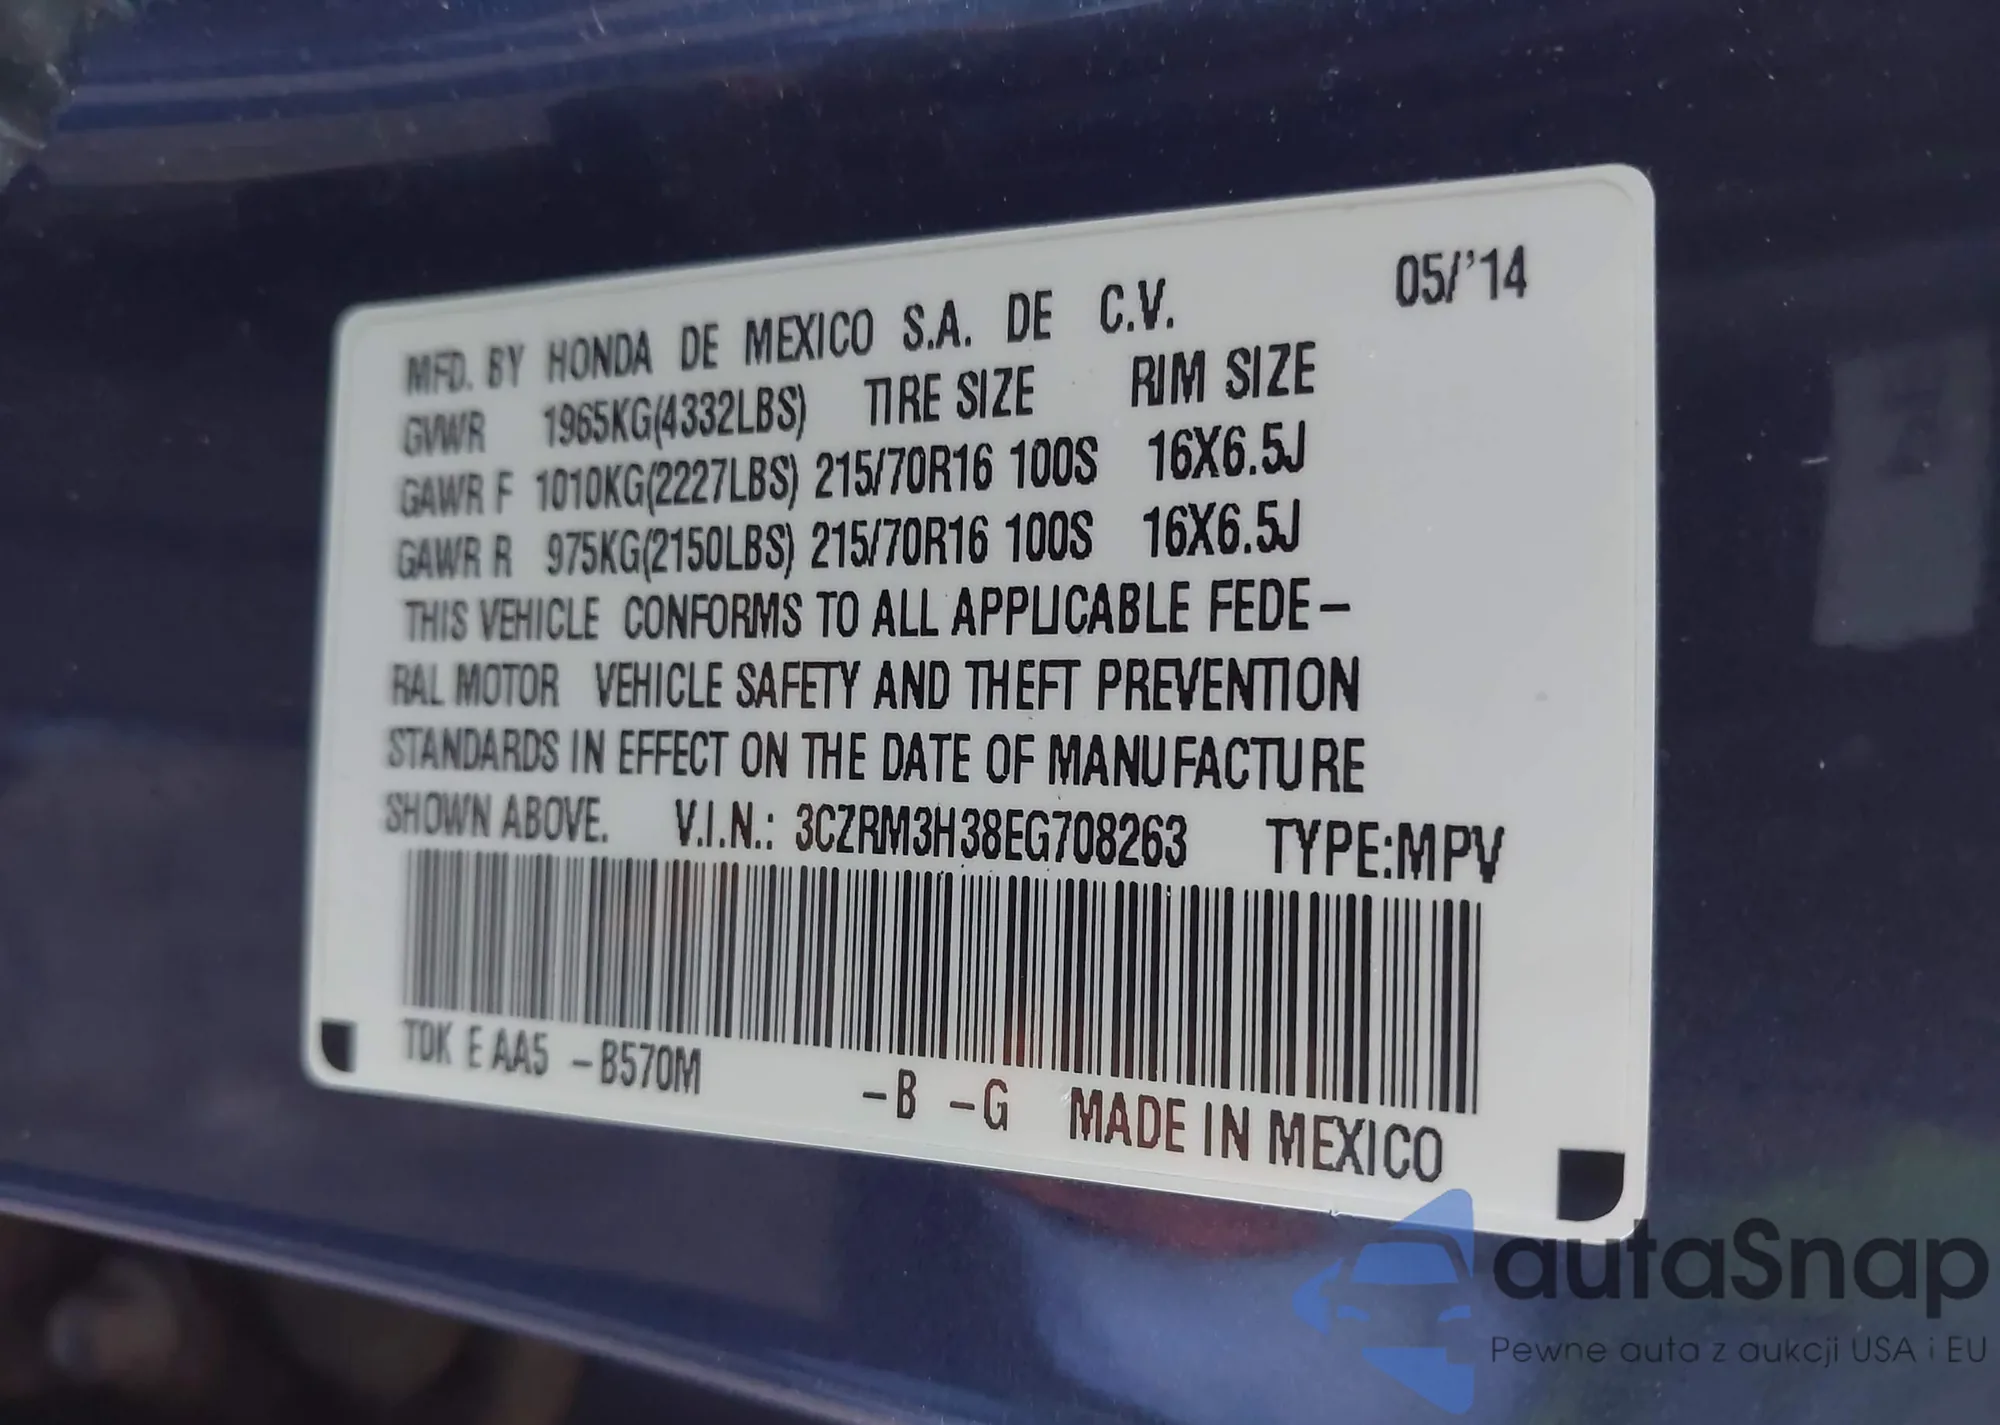 MFD. BY HONDA DE MEXICO S.A. DE C.V. 05/'14
GVWR 1965KG(4332LBS) TIRE SIZE RIM SIZE
GAWR F 1010KG(2227LBS) 215/70R16 100S 16X6.5J
GAWR R 975KG(2150LBS) 215/70R16 100S 16X6.5J
THIS VEHICLE CONFORMS TO ALL APPLICABLE FEDE-
RAL MOTOR VEHICLE SAFETY AND THEFT PREVENTION
STANDARDS IN EFFECT ON THE DATE OF MANUFACTURE
SHOWN ABOVE. V.I.N.: 3CZRM3H38EG708263 TYPE:MPV
TDK E AA5 -B570M -B -G MADE IN MEXICO
autaSnap
Pewne auta z aukcji USA i EU